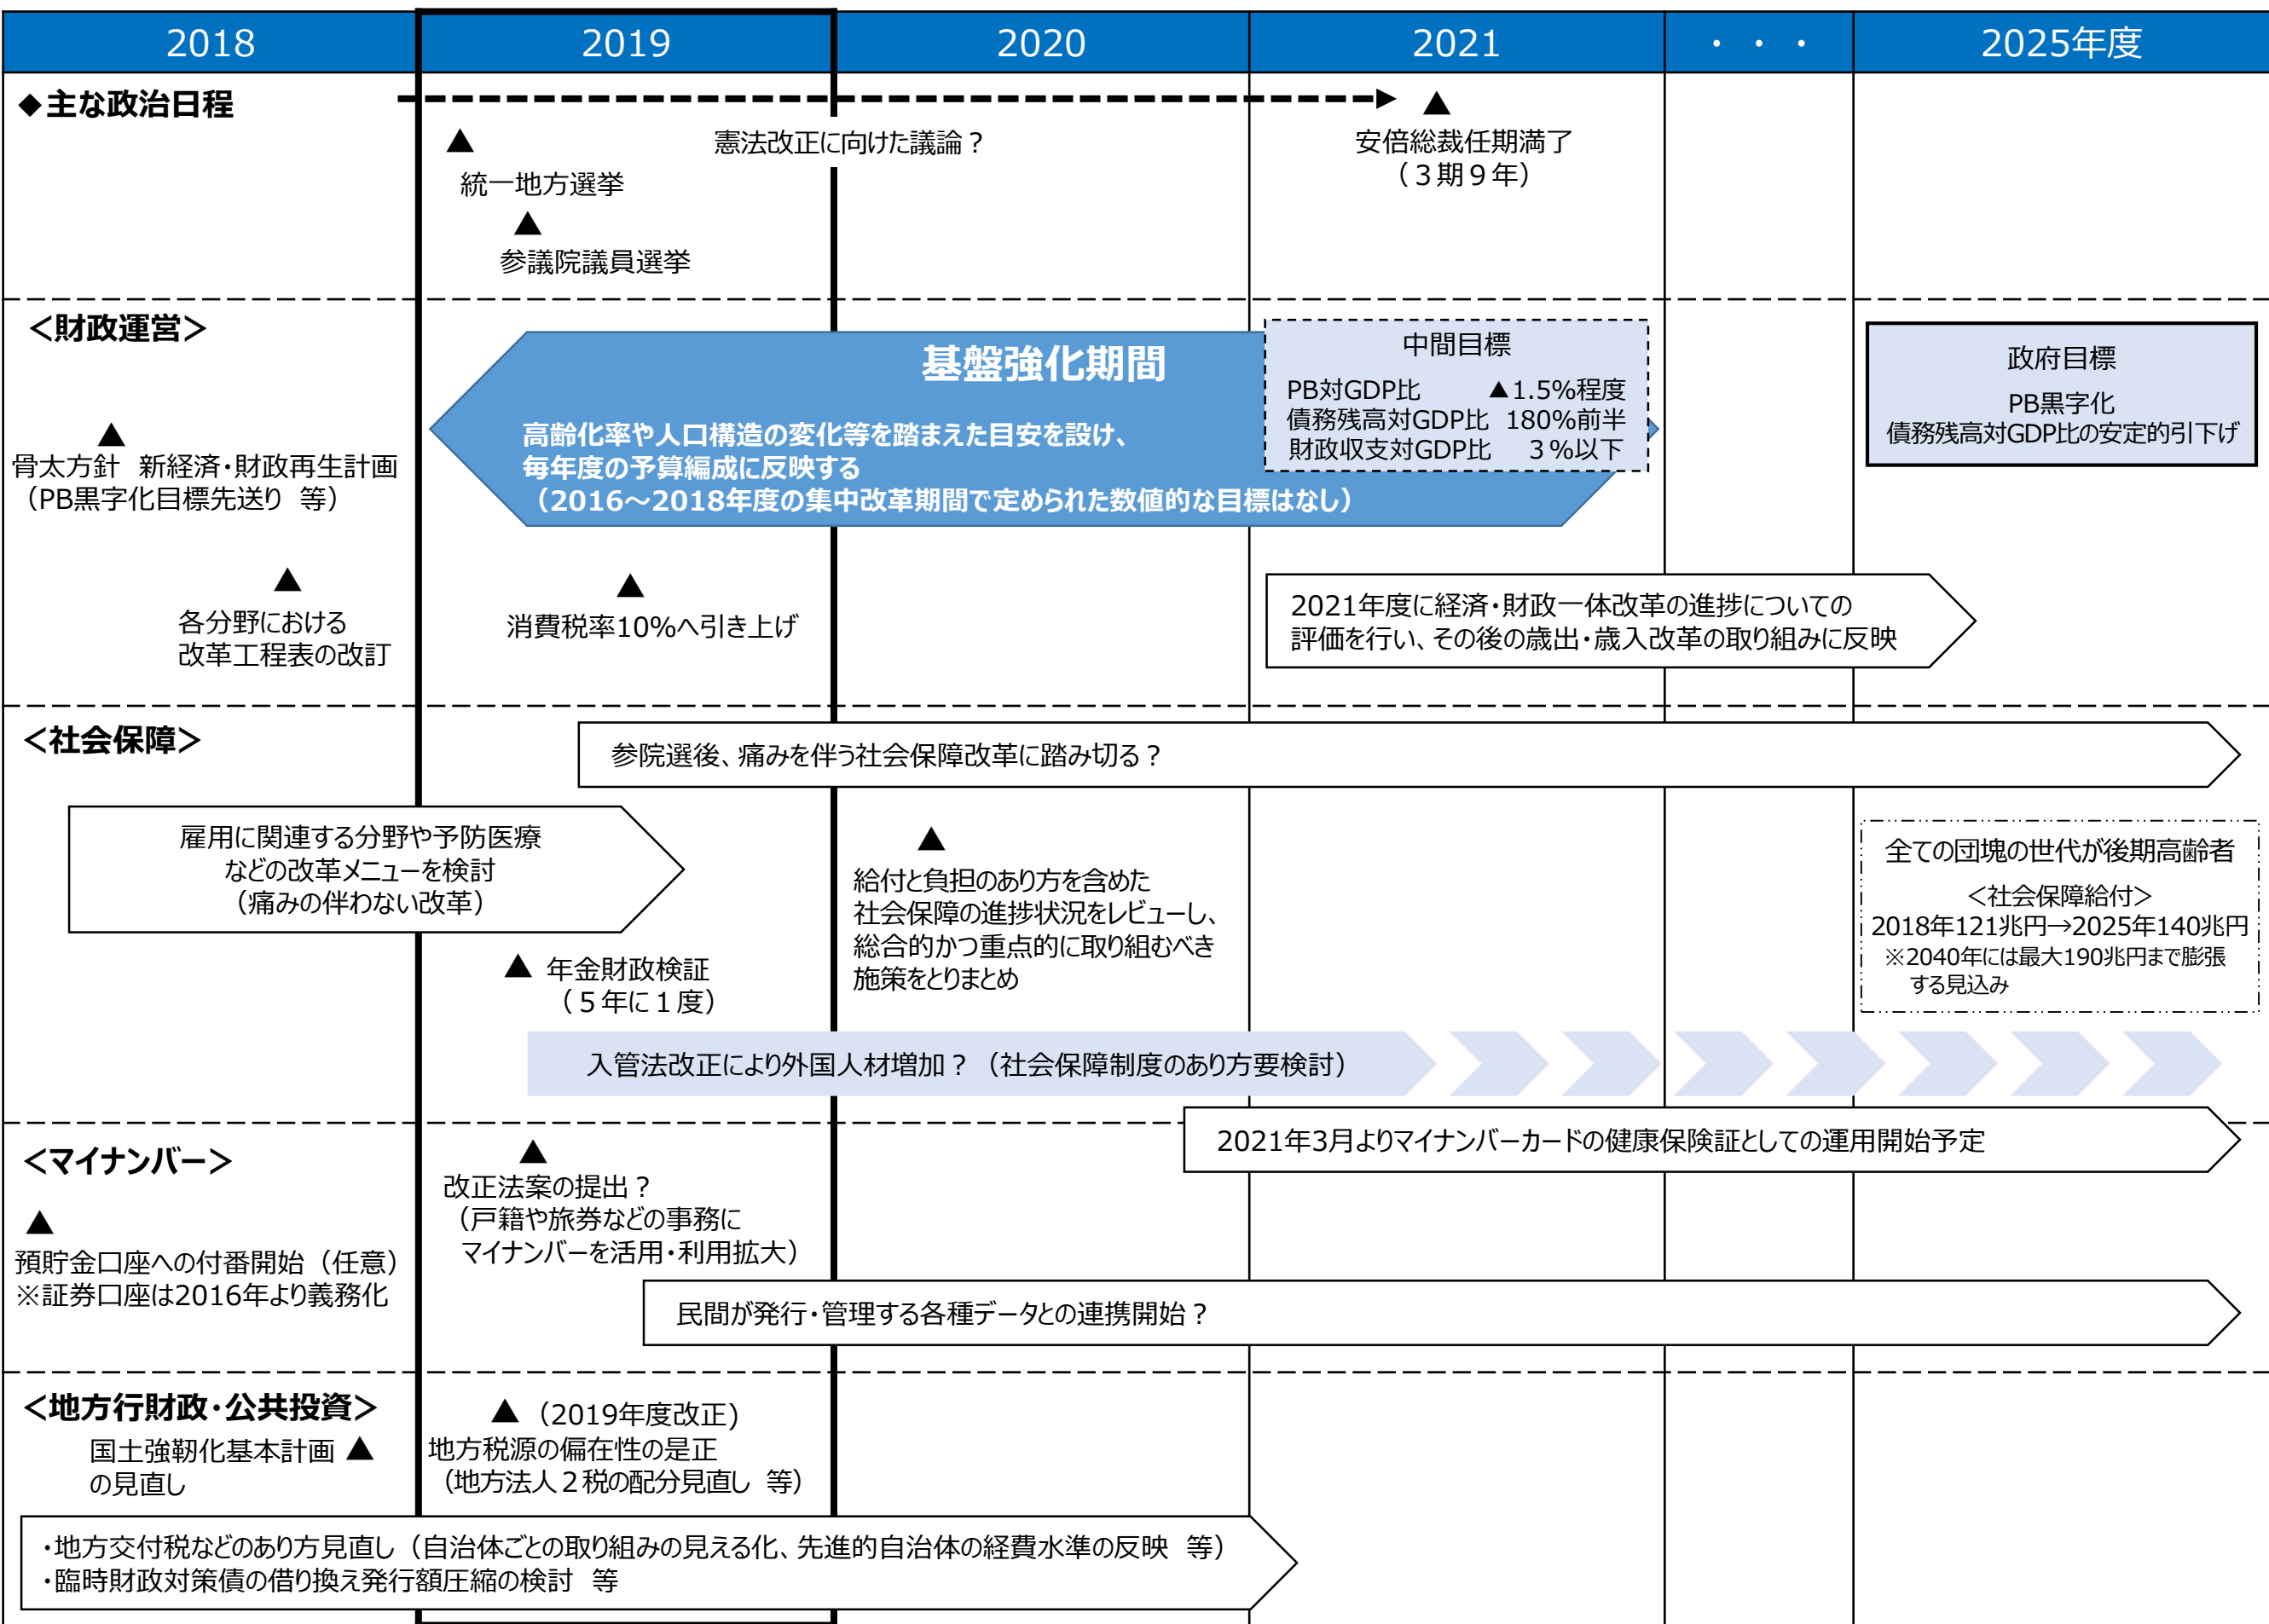 2018
2019
2020
2021
・・・
2025年度
◆主な政治日程
▲
統一地方選挙
▲
参議院議員選挙
憲法改正に向けた議論？
▲
安倍総裁任期満了
（３期９年）
＜財政運営＞
▲
骨太方針 新経済・財政再生計画
（PB黒字化目標先送り 等）
▲
各分野における
改革工程表の改訂
基盤強化期間
高齢化率や人口構造の変化等を踏まえた目安を設け、
毎年度の予算編成に反映する
（2016～2018年度の集中改革期間で定められた数値的な目標はなし）
中間目標
PB対GDP比 ▲1.5%程度
債務残高対GDP比 180%前半
財政収支対GDP比 ３%以下
政府目標
PB黒字化
債務残高対GDP比の安定的引下げ
▲
消費税率10%へ引き上げ
2021年度に経済・財政一体改革の進捗についての
評価を行い、その後の歳出・歳入改革の取り組みに反映
＜社会保障＞
参院選後、痛みを伴う社会保障改革に踏み切る？
雇用に関連する分野や予防医療
などの改革メニューを検討
（痛みの伴わない改革）
▲ 年金財政検証
（５年に１度）
▲
給付と負担のあり方を含めた
社会保障の進捗状況をレビューし、
総合的かつ重点的に取り組むべき
施策をとりまとめ
全ての団塊の世代が後期高齢者
＜社会保障給付＞
2018年121兆円→2025年140兆円
※2040年には最大190兆円まで膨張
する見込み
入管法改正により外国人材増加？（社会保障制度のあり方要検討）
＜マイナンバー＞
2021年3月よりマイナンバーカードの健康保険証としての運用開始予定
▲
預貯金口座への付番開始（任意）
※証券口座は2016年より義務化
▲
改正法案の提出？
（戸籍や旅券などの事務に
マイナンバーを活用・利用拡大）
民間が発行・管理する各種データとの連携開始？
＜地方行財政・公共投資＞
国土強靭化基本計画 ▲
の見直し
▲（2019年度改正)
地方税源の偏在性の是正
（地方法人２税の配分見直し 等）
・地方交付税などのあり方見直し（自治体ごとの取り組みの見える化、先進的自治体の経費水準の反映 等）
・臨時財政対策債の借り換え発行額圧縮の検討 等